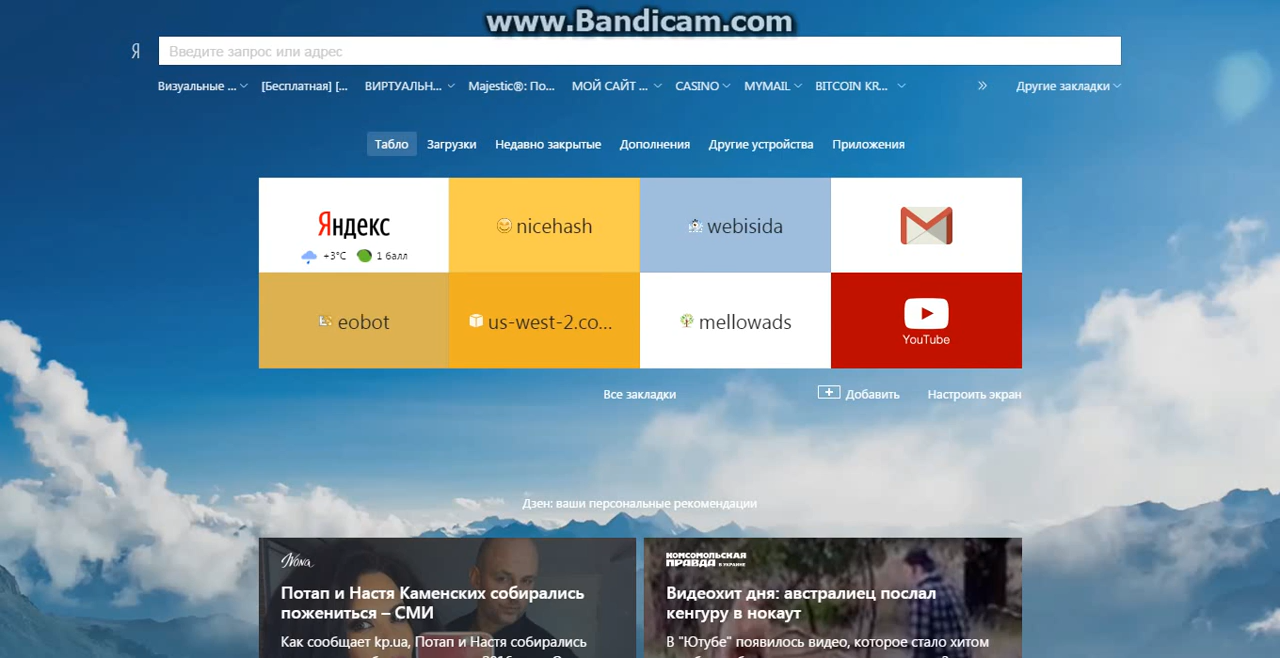 www.Bandicam.com
Я Введите запрос или адрес
Визуальные ... [Бесплатная] [... ВИРТУАЛЬН... Majestic®: По... МОЙ САЙТ ... CASINO MYMAIL BITCOIN KR... » Другие закладки
Табло Загрузки Недавно закрытые Дополнения Другие устройства Приложения
Яндекс nicehash webisida
+3°C 1 балл
eobot us-west-2.co... mellowads YouTube
Все закладки Добавить Настроить экран
Дзен: ваши персональные рекомендации
Nона
Потап и Настя Каменских собирались
пожениться – СМИ
Как сообщает kp.ua, Потап и Настя собирались
КОМСОМОЛЬСКАЯ
ПРАВДА В УКРАИНЕ
Видеохит дня: австралиец послал
кенгуру в нокаут
В "Ютубе" появилось видео, которое стало хитом